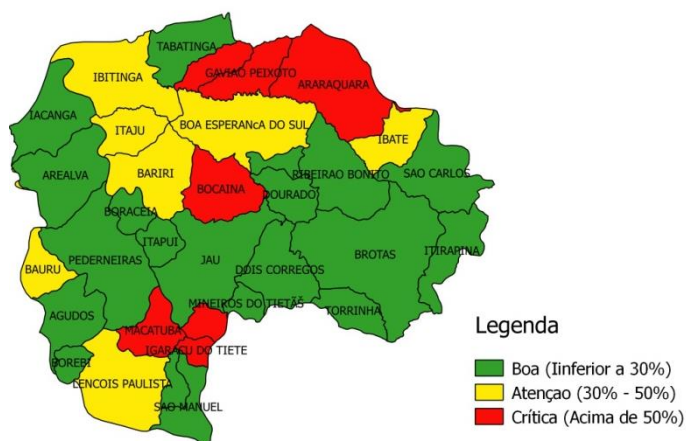 TABATINGA
IBITINGA
GAVIAO PEIXOTO
ARARAQUARA
IACANGA
ITAJU
BOA ESPERANcA DO SUL
IBATE
AREALVA
BARIRI
BOCAINA
RIBEIRAO BONITO
SAO CARLOS
DOURADO
BORACEIA
ITAPUI
BAURU
PEDERNEIRAS
JAU
DOIS CORREGOS
BROTAS
ITIRAPINA
AGUDOS
MACATUBA
MINEIROS DO TIETÃS
TORRINHA
IGARAcU DO TIETE
BOREBI
LENCOIS PAULISTA
SAO MANUEL
Legenda
Boa (Iinferior a 30%)
Atençao (30% - 50%)
Crítica (Acima de 50%)